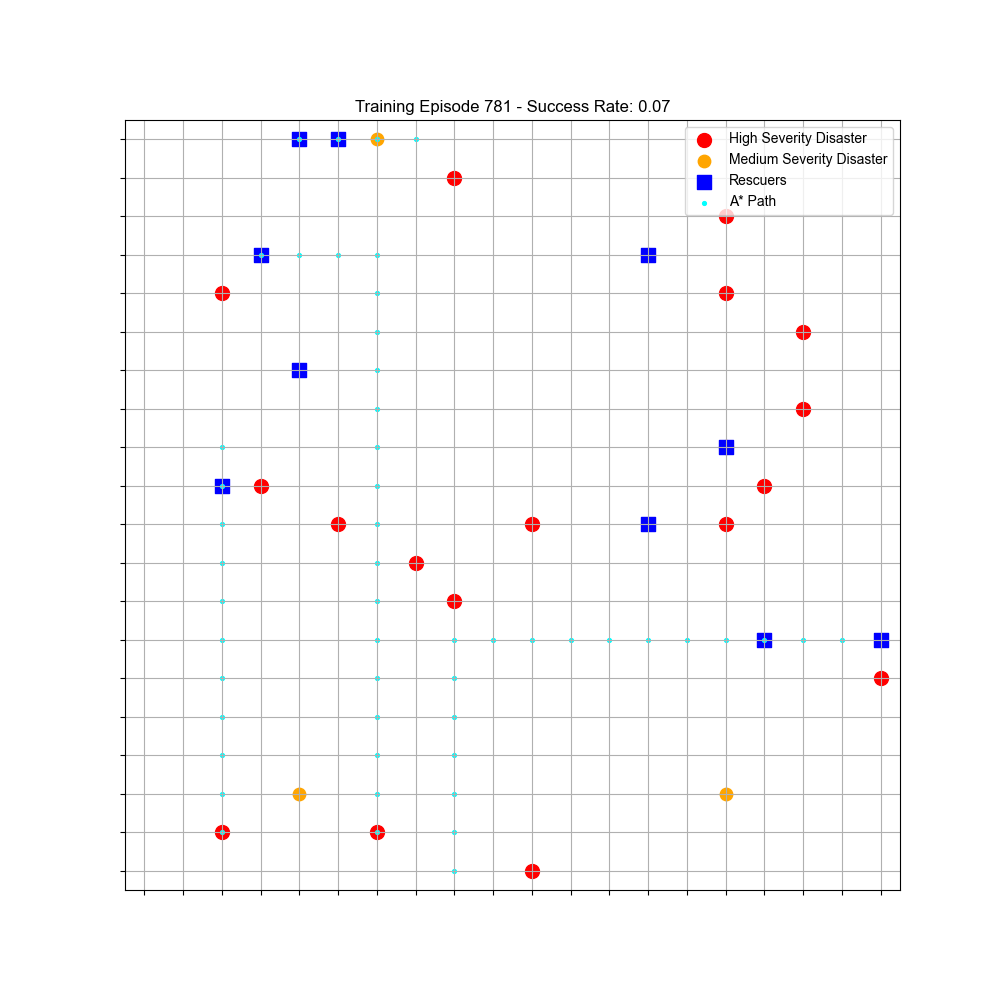 Training Episode 781 - Success Rate: 0.07
High Severity Disaster
Medium Severity Disaster
Rescuers
A* Path